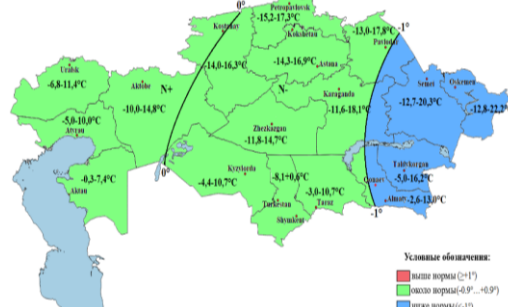 0°
Petropavlovsk
-15,2-17,3°C
-1°
Kostanay
Kokshetau
-13,0-17,8°C
Pavlodar
-14,0-16,3°C
-14,3-16,9°C
Astana
Uralsk
-6,8-11,4°C
Aktobe
N+
N-
Semei
Oskemen
-10,0-14,8°C
Karaganda
-11,6-18,1°C
-12,7-20,3°C
-12,8-22,2°
-5,0-10,0°C
Atyrau
Zhezkazgan
-11,8-14,7°C
0°
Kyzylorda
-8,1+0,6°C
Taldykorgan
-0,3-7,4°C
Aktau
-4,4-10,7°C
-3,0-10,7°C
-5,0-16,2°C
Almaty
-2,6-13,0°C
Turkestan
Taraz
-1°
Shymkent
Условные обозначения:
выше нормы (≥+1°)
около нормы(-0.9°…+0.9°)
ниже нормы(≤-1°)